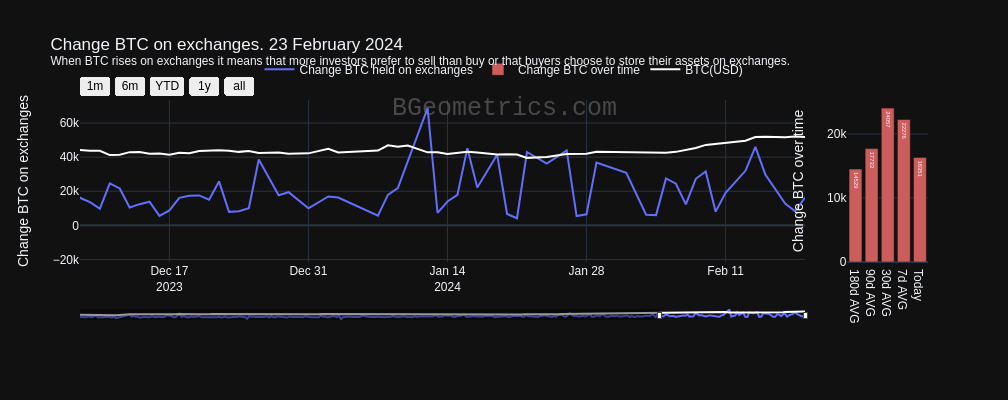 Change BTC on exchanges. 23 February 2024
When BTC rises on exchanges it means that more investors prefer to sell than buy or that buyers choose to store their assets on exchanges.
Change BTC held on exchanges Change BTC over time BTC(USD)
1m 6m YTD 1y all
BGeometrics.com
Change BTC on exchanges
60k
40k
20k
0
−20k
Dec 17
2023
Dec 31
Jan 14
2024
Jan 28
Feb 11
Change BTC over time
20k
10k
0
180d AVG
90d AVG
30d AVG
7d AVG
Today